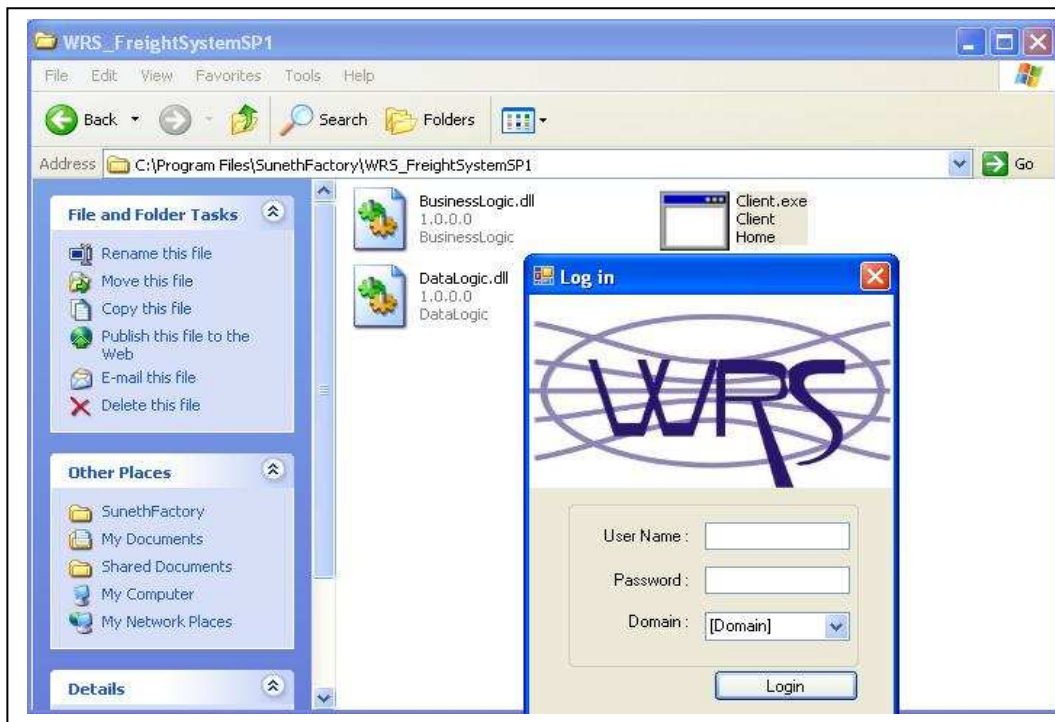 WRS_FreightSystemSP1
File Edit View Favorites Tools Help
Back Search Folders
Address C:\Program Files\SunethFactory\WRS_FreightSystemSP1 Go
File and Folder Tasks
Rename this file
Move this file
Copy this file
Publish this file to the
Web
E-mail this file
Delete this file
Other Places
SunethFactory
My Documents
Shared Documents
My Computer
My Network Places
Details
BusinessLogic.dll
1.0.0.0
BusinessLogic
Client.exe
Client
Home
DataLogic.dll
1.0.0.0
DataLogic
Log in
WRS
User Name :
Password :
Domain : [Domain]
Login